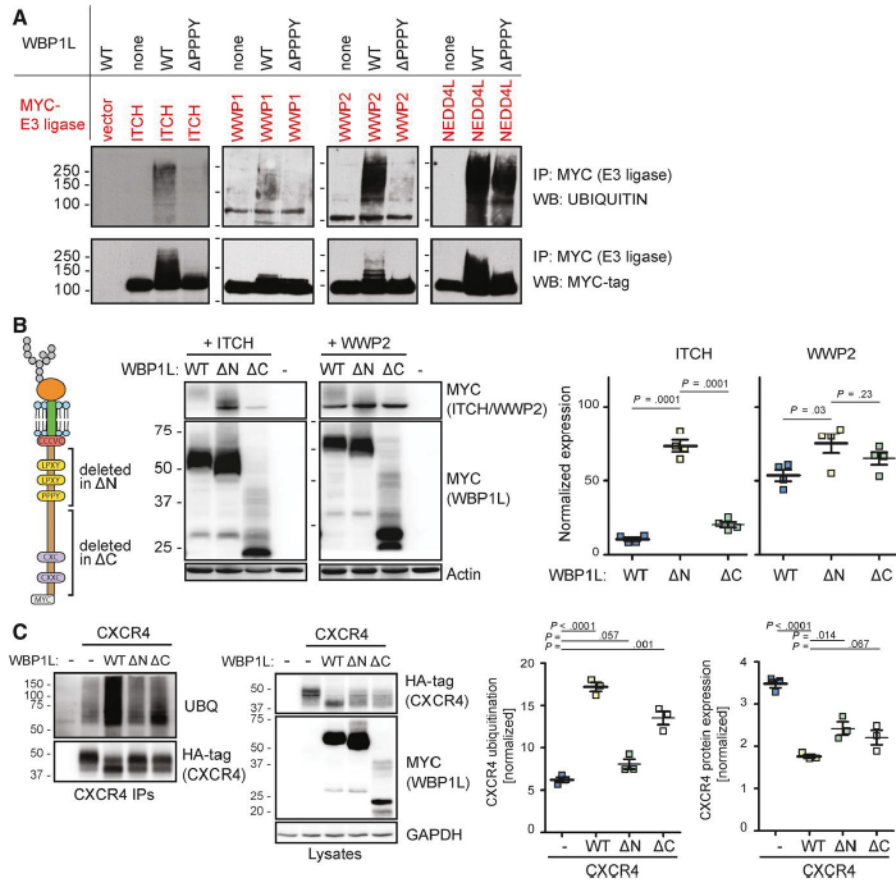 A
WBP1L
WT
none
WT
ΔPPPY
none
WT
ΔPPPY
none
WT
ΔPPPY
none
WT
ΔPPPY
MYC-
E3 ligase
vector
ITCH
ITCH
ITCH
WWP1
WWP1
WWP1
WWP2
WWP2
WWP2
NEDD4L
NEDD4L
NEDD4L
250 -
150 -
100 -
IP: MYC (E3 ligase)
WB: UBIQUITIN
250 -
150 -
100 -
IP: MYC (E3 ligase)
WB: MYC-tag
B
LPXY
LPXY
PPPY
deleted
in ΔN
CXC
CXXC
deleted
in ΔC
MYC
+ ITCH
+ WWP2
WBP1L: WT ΔN ΔC - WT ΔN ΔC -
MYC
(ITCH/WWP2)
75 -
50 -
37 -
25 -
MYC
(WBP1L)
Actin
ITCH
WWP2
P = .0001
P = .0001
P = .03
P = .23
Normalized expression
100
50
0
WBP1L: WT ΔN ΔC WT ΔN ΔC
C
CXCR4
WBP1L: - - WT ΔN ΔC
150 -
100 -
75 -
50 -
UBQ
50 -
37 -
HA-tag
(CXCR4)
CXCR4 IPs
CXCR4
WBP1L: - - WT ΔN ΔC
50 -
37 -
HA-tag
(CXCR4)
75 -
50 -
37 -
25 -
20 -
MYC
(WBP1L)
GAPDH
Lysates
P < .0001
P = .057
P = .001
CXCR4 ubiquitination
[normalized]
20
15
10
5
0
- WT ΔN ΔC
CXCR4
P < .0001
P = .014
P = .067
CXCR4 protein expression
[normalized]
4
3
2
1
0
- WT ΔN ΔC
CXCR4